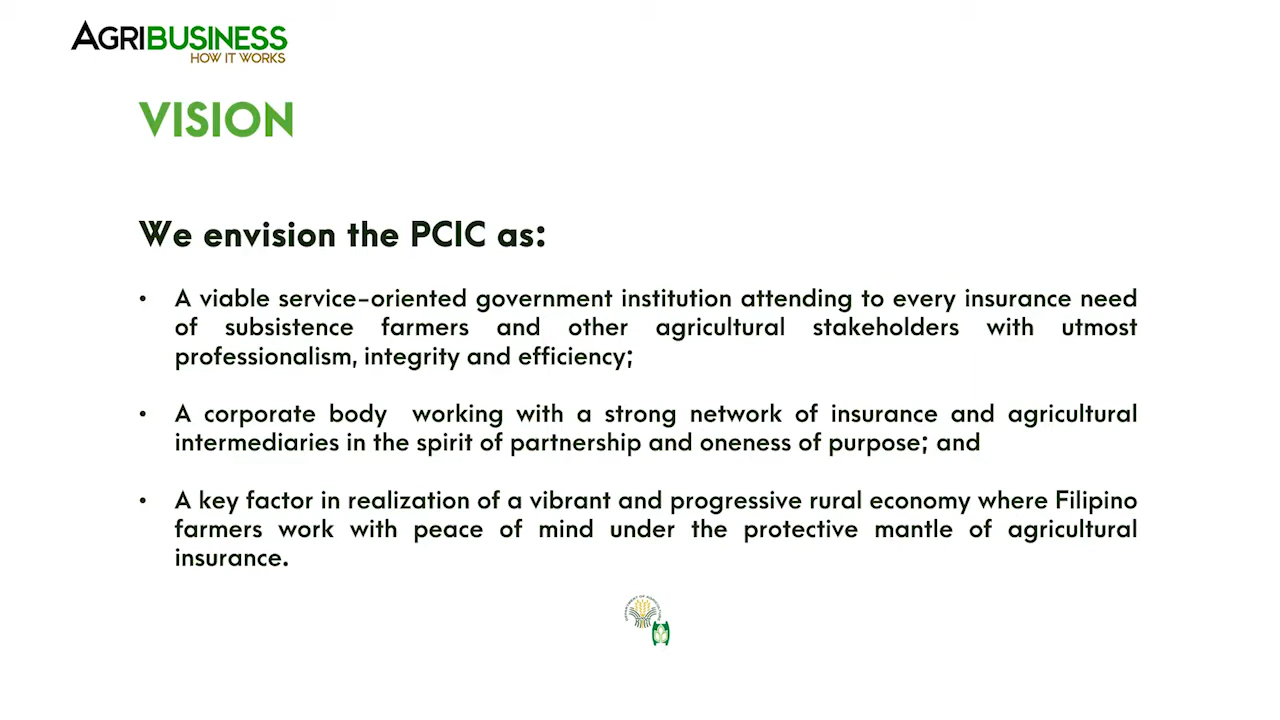 AGRIBUSINESS
HOW IT WORKS
VISION
We envision the PCIC as:
• A viable service-oriented government institution attending to every insurance need
of subsistence farmers and other agricultural stakeholders with utmost
professionalism, integrity and efficiency;
• A corporate body working with a strong network of insurance and agricultural
intermediaries in the spirit of partnership and oneness of purpose; and
• A key factor in realization of a vibrant and progressive rural economy where Filipino
farmers work with peace of mind under the protective mantle of agricultural
insurance.
DEPARTMENT OF AGRICULTURE